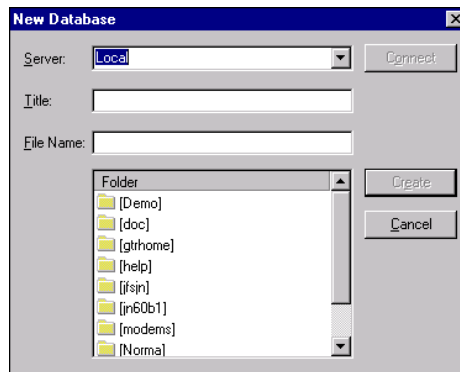 New Database
Server: Local Connect
Title:
File Name:
Folder
[Demo] Create
[doc] Cancel
[gtrhome]
[help]
[jfsjn]
[jn60b1]
[modems]
[Norma]